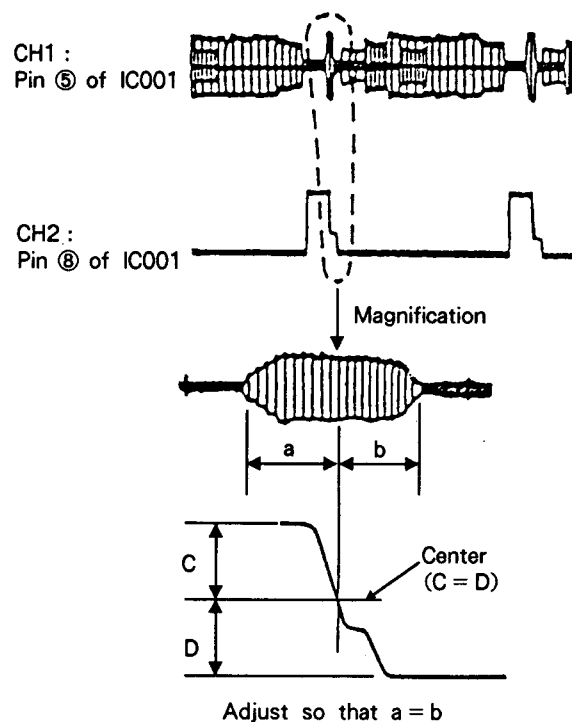 CH1 :
Pin ⑤ of IC001
CH2 :
Pin ⑧ of IC001
Magnification
a
b
C
Center
(C = D)
D
Adjust so that a = b